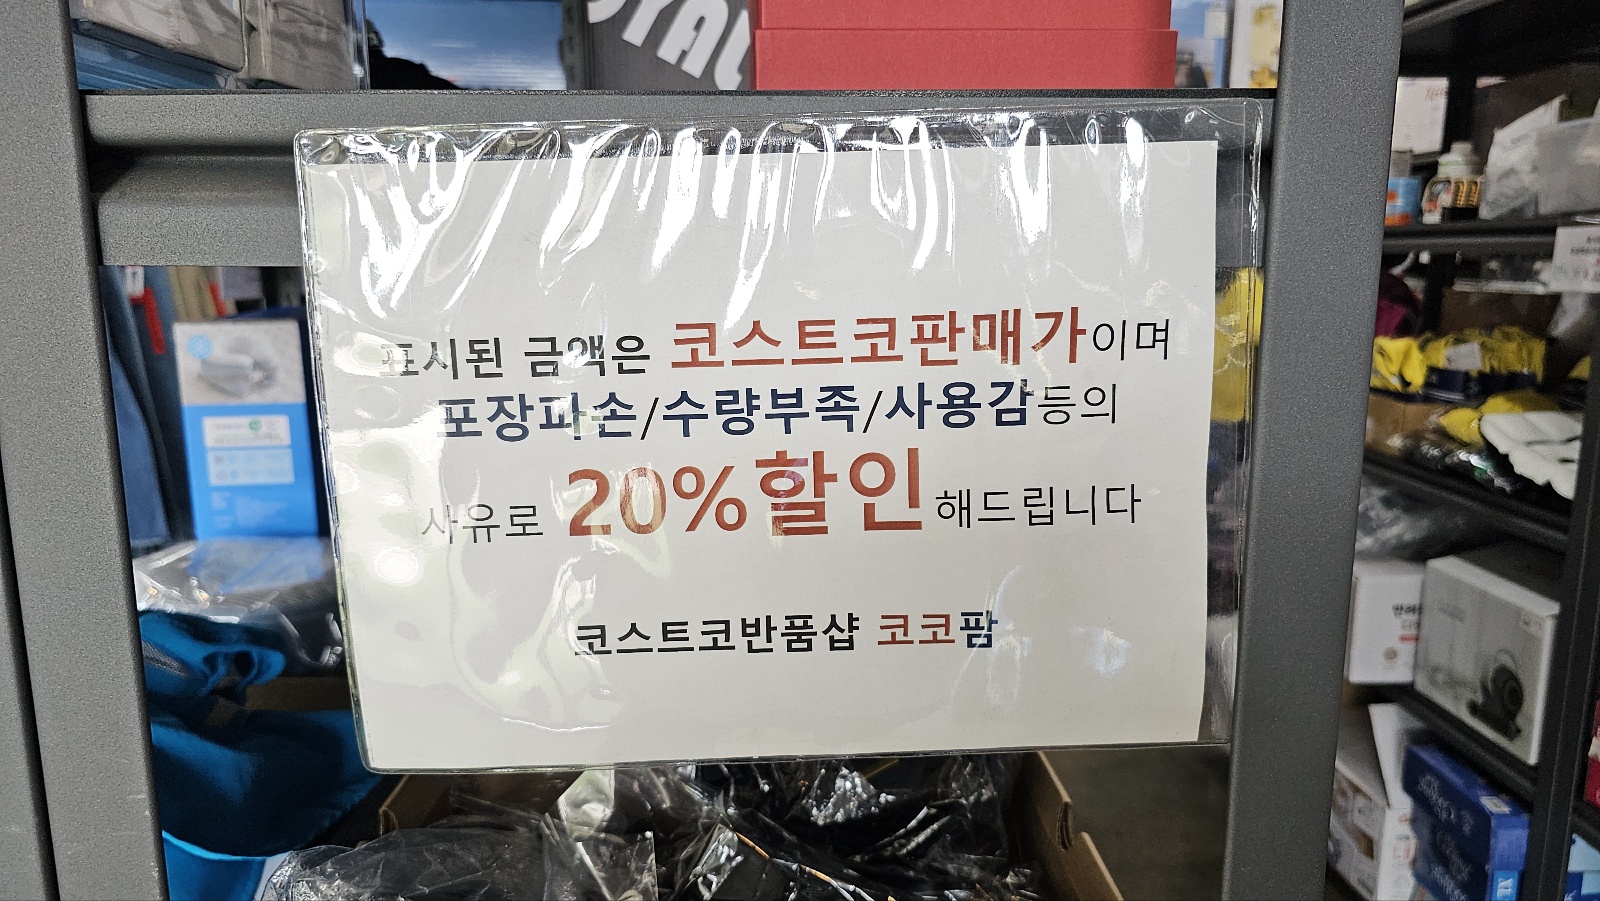 표시된 금액은 코스트코판매가이며
포장파손/수량부족/사용감등의
사유로 20%할인해드립니다
코스트코반품샵 코코팜